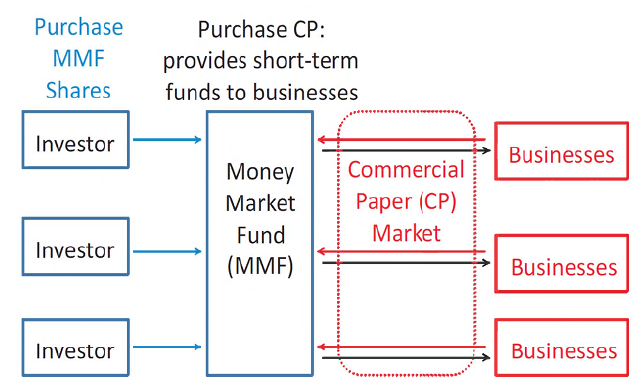 Purchase
MMF
Shares
Purchase CP:
provides short-term
funds to businesses
Investor
Investor
Investor
Money
Market
Fund
(MMF)
Commercial
Paper (CP)
Market
Businesses
Businesses
Businesses